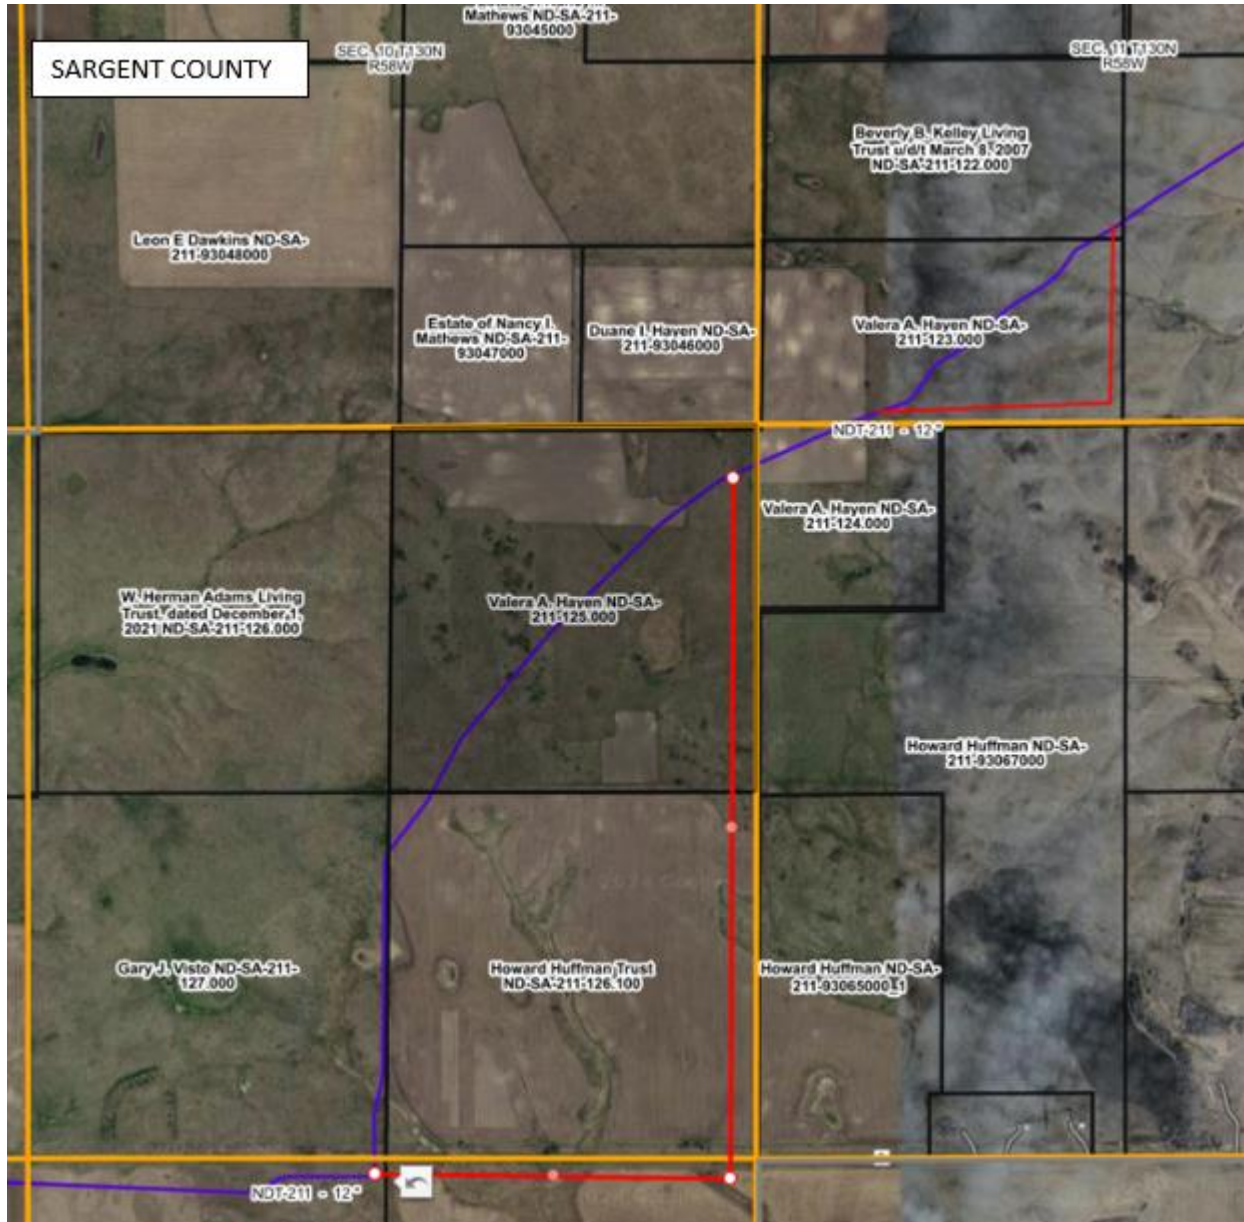 Mathews ND-SA-211-
93045000
SARGENT COUNTY
SEC. 10 T130N
R58W
SEC. 11 T130N
R58W
Beverly B. Kelley Living
Trust u/d/t March 8, 2007
ND-SA-211-122.000
Leon E Dawkins ND-SA-
211-93048000
Estate of Nancy I.
Mathews ND-SA-211-
93047000
Duane I. Hayen ND-SA-
211-93046000
Valera A. Hayen ND-SA-
211-123.000
NDT-211 - 12"
Valera A. Hayen ND-SA-
211-124.000
W. Herman Adams Living
Trust, dated December 1,
2021 ND-SA-211-126.000
Valera A. Hayen ND-SA-
211-125.000
Howard Huffman ND-SA-
211-93067000
Gary J. Visto ND-SA-211-
127.000
Howard Huffman Trust
ND-SA-211-126.100
Howard Huffman ND-SA-
211-93065000_1
NDT-211 - 12"